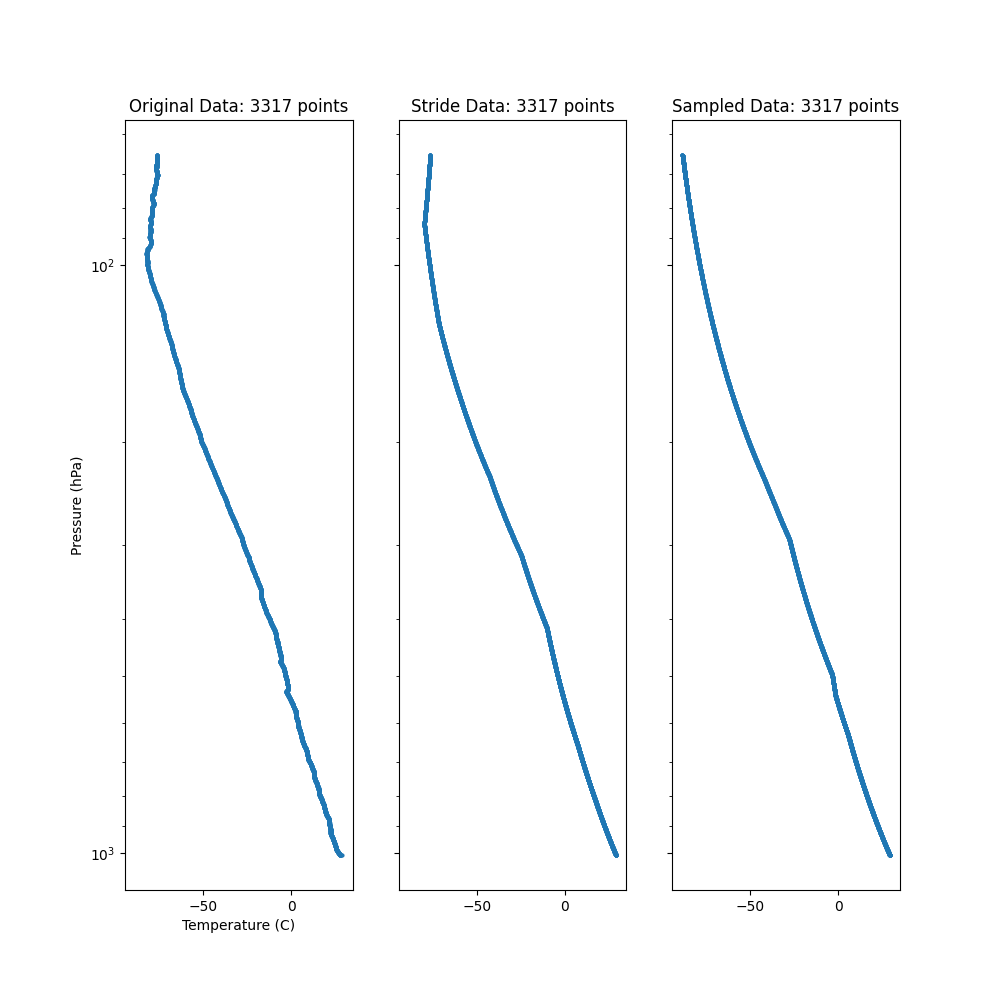 Original Data: 3317 points
Stride Data: 3317 points
Sampled Data: 3317 points
10²
10³
Pressure (hPa)
−50
0
−50
0
−50
0
Temperature (C)